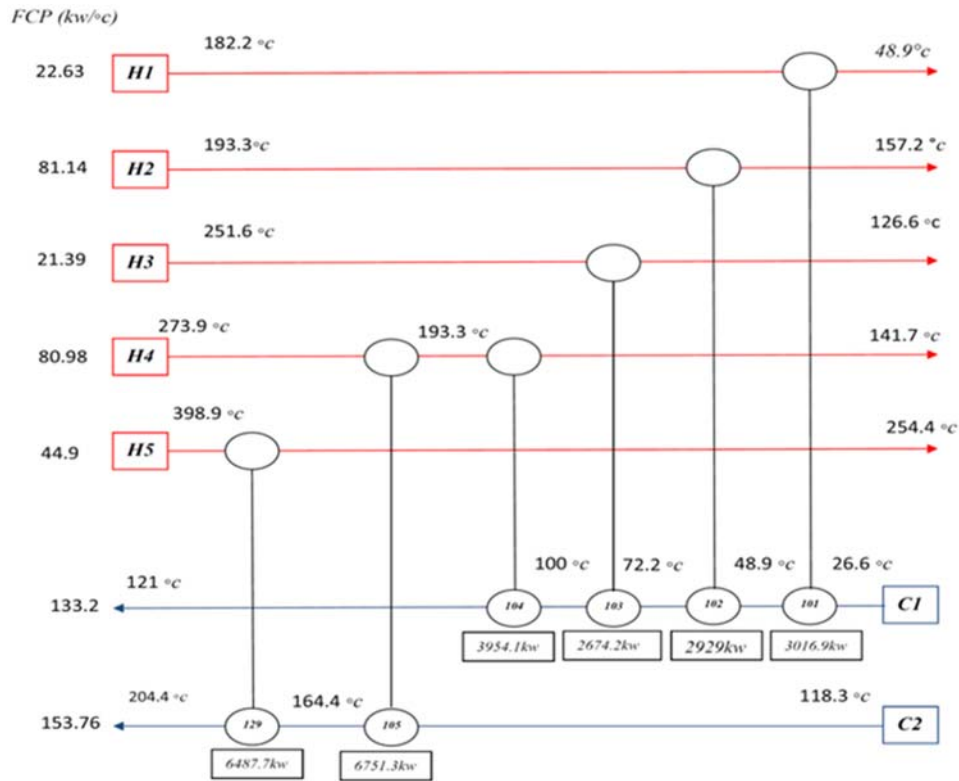 FCP (kw/°c)
182.2 °c
48.9°c
22.63
H1
193.3°c
157.2 °c
81.14
H2
251.6 °c
126.6 °c
21.39
H3
273.9 °c
193.3 °c
141.7 °c
80.98
H4
398.9 °c
254.4 °c
44.9
H5
121 °c
100 °c
72.2 °c
48.9 °c
26.6 °c
133.2
104
103
102
101
C1
3954.1kw
2674.2kw
2929kw
3016.9kw
204.4 °c
164.4 °c
118.3 °c
153.76
129
105
C2
6487.7kw
6751.3kw